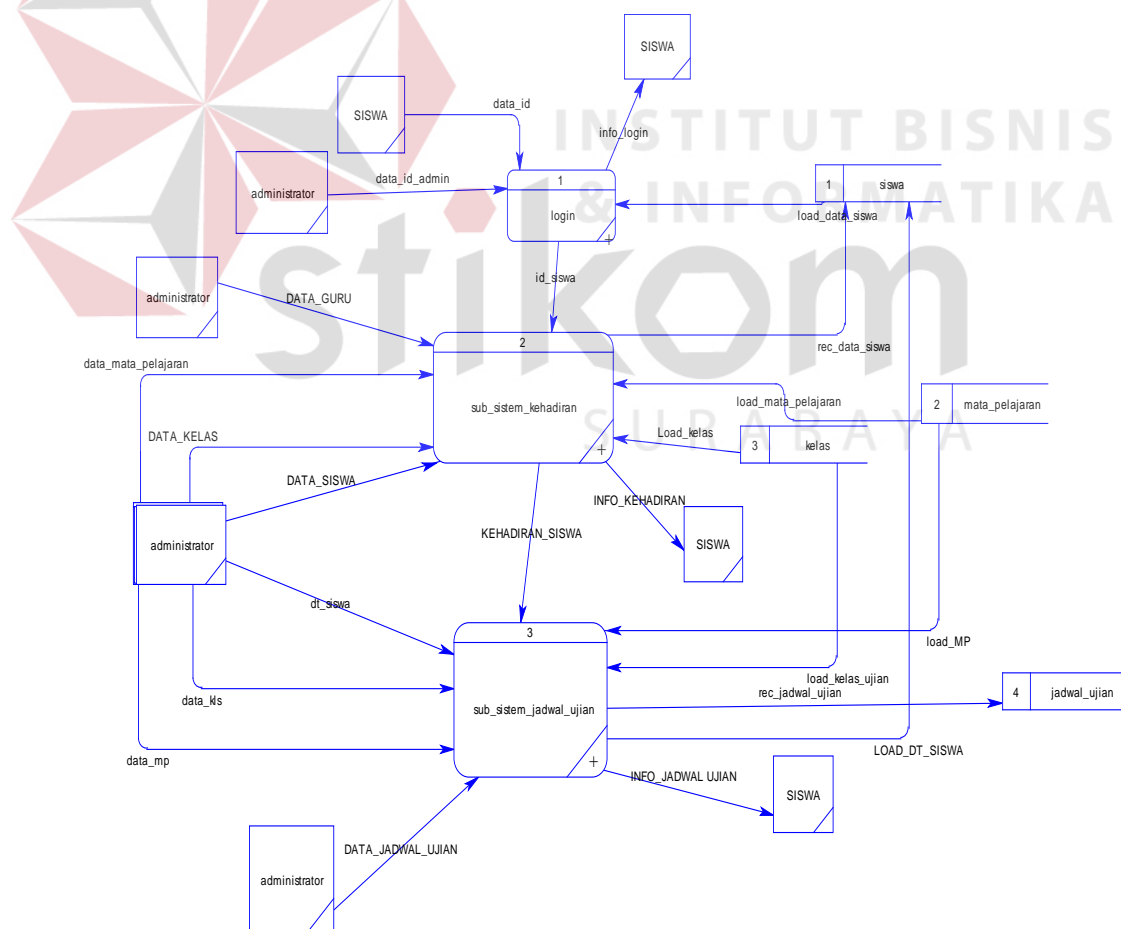 SISWA
SISWA
data_id
info_login
INSTITUT BISNIS
administrator
data_id_admin
1
login
+
1 siswa
& INFORMATIKA
load_data_siswa
stikom
id_siswa
administrator
DATA_GURU
2
sub_sistem_kehadiran
+
rec_data_siswa
data_mata_pelajaran
load_mata_pelajaran
2 mata_pelajaran
SURABAYA
DATA_KELAS
Load_kelas
3 kelas
DATA_SISWA
INFO_KEHADIRAN
administrator
KEHADIRAN_SISWA
SISWA
dt_siswa
3
sub_sistem_jadwal_ujian
+
load_MP
load_kelas_ujian
rec_jadwal_ujian
4 jadwal_ujian
data_kls
LOAD_DT_SISWA
data_mp
INFO_JADWAL UJIAN
SISWA
DATA_JADWAL_UJIAN
administrator